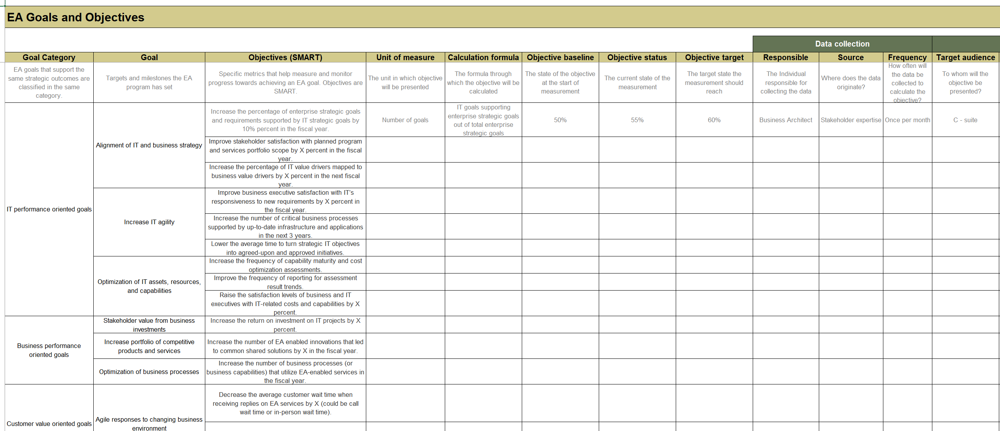 EA Goals and Objectives
Data collection
Goal Category
Goal
Objectives (SMART)
Unit of measure
Calculation formula
Objective baseline
Objective status
Objective target
Responsible
Source
Frequency
Target audience
EA goals that support the
same strategic outcomes are
classified in the same
category.
Targets and milestones the EA
program has set
Specific metrics that help measure and monitor
progress towards achieving an EA goal. Objectives are
SMART.
The unit in which objective
will be presented
The formula through
which the objective will be
calculated
The state of the objective
at the start of
measurement
The current state of the
measurement
The target state the
measurement should
reach
The Individual
responsible for
collecting the data
Where does the data
originate?
How often will
the data be
collected to
calculate the
objective?
To whom will the
objective be
presented?
IT performance oriented goals
Alignment of IT and business strategy
Increase the percentage of enterprise strategic goals
and requirements supported by IT strategic goals by
10% percent in the fiscal year.
Number of goals
IT goals supporting
enterprise strategic goals
out of total enterprise
strategic goals
50%
55%
60%
Business Architect
Stakeholder expertise
Once per month
C - suite
Improve stakeholder satisfaction with planned program
and services portfolio scope by X percent in the fiscal
year.
Increase the percentage of IT value drivers mapped to
business value drivers by X percent in the next fiscal
year.
Increase IT agility
Improve business executive satisfaction with IT’s
responsiveness to new requirements by X percent in
the fiscal year.
Increase the number of critical business processes
supported by up-to-date infrastructure and applications
in the next 3 years.
Lower the average time to turn strategic IT objectives
into agreed-upon and approved initiatives.
Optimization of IT assets, resources,
and capabilities
Increase the frequency of capability maturity and cost
optimization assessments.
Improve the frequency of reporting for assessment
result trends.
Raise the satisfaction levels of business and IT
executives with IT-related costs and capabilities by X
percent.
Business performance
oriented goals
Stakeholder value from business
investments
Increase the return on investment on IT projects by X
percent.
Increase portfolio of competitive
products and services
Increase the number of EA enabled innovations that led
to common shared solutions by X in the fiscal year.
Optimization of business processes
Increase the number of business processes (or
business capabilities) that utilize EA-enabled services in
the fiscal year.
Customer value oriented goals
Agile responses to changing business
environment
Decrease the average customer wait time when
receiving replies on EA services by X (could be call
wait time or in-person wait time).